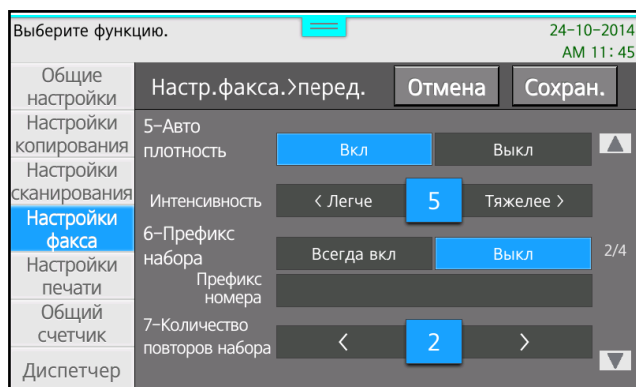 Выберите функцию.
24-10-2014
AM 11:45
Общие
настройки
Настройки
копирования
Настройки
сканирования
Настройки
факса
Настройки
печати
Общий
счетчик
Диспетчер
Настр.факса.>перед.
Отмена
Сохран.
5-Авто
плотность
Вкл
Выкл
Интенсивность
< Легче
5
Тяжелее >
6-Префикс
набора
Всегда вкл
Выкл
2/4
Префикс
номера
7-Количество
повторов набора
<
2
>